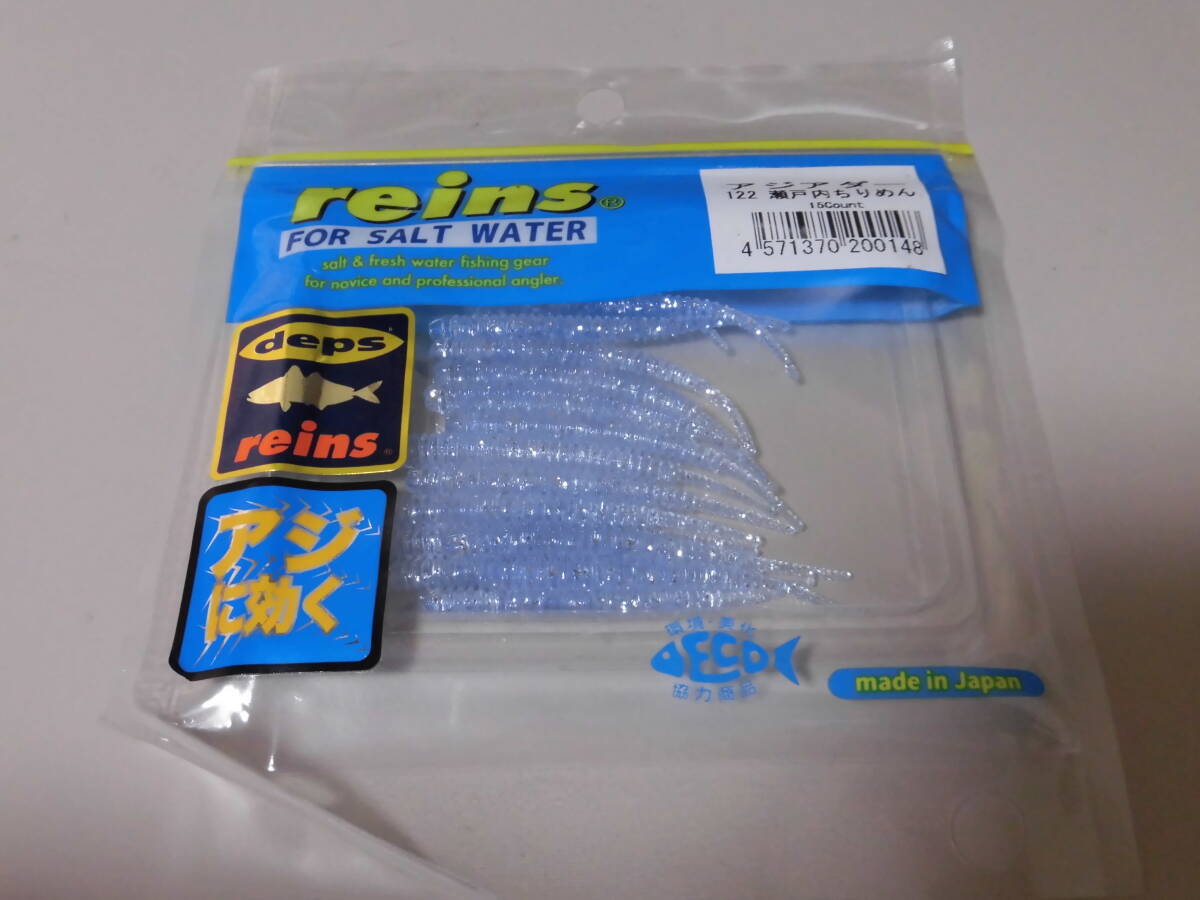 reins®
FOR SALT WATER
salt & fresh water fishing gear
for novice and professional angler.
アジアダー
122 瀬戸内ちりめん
15Count
4 571370 200148
deps
reins®
アジ
に効く
環境・美化
ECO
協力商品
made in Japan